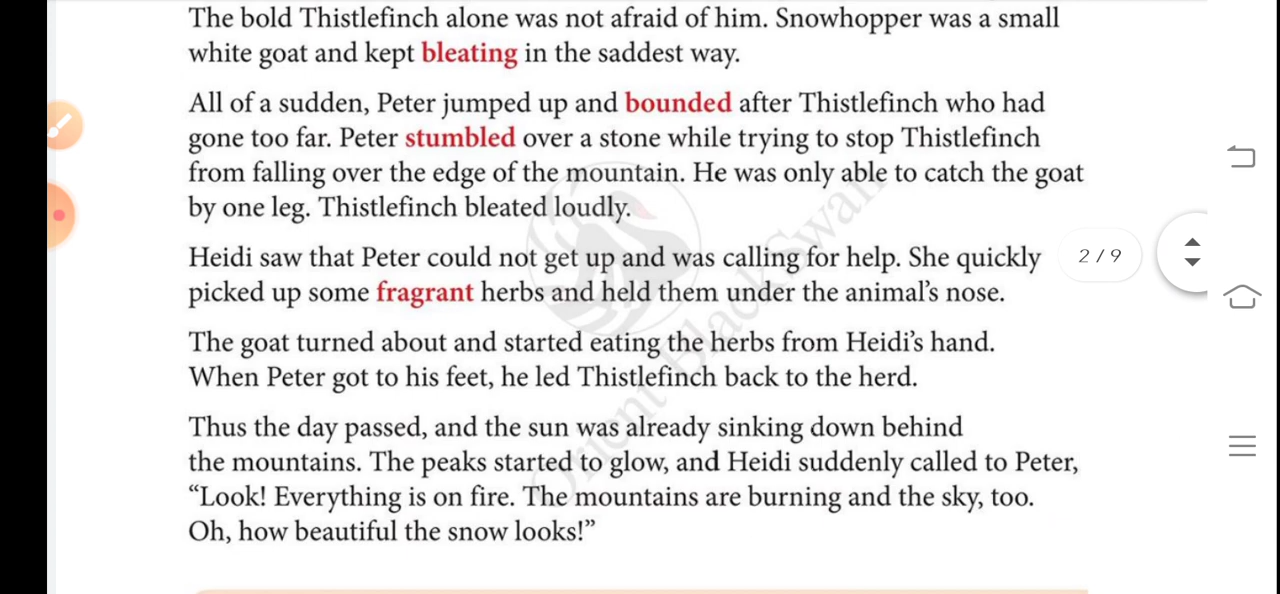 The bold Thistlefinch alone was not afraid of him. Snowhopper was a small
white goat and kept bleating in the saddest way.
All of a sudden, Peter jumped up and bounded after Thistlefinch who had
gone too far. Peter stumbled over a stone while trying to stop Thistlefinch
from falling over the edge of the mountain. He was only able to catch the goat
by one leg. Thistlefinch bleated loudly.
Heidi saw that Peter could not get up and was calling for help. She quickly
picked up some fragrant herbs and held them under the animal’s nose.
The goat turned about and started eating the herbs from Heidi’s hand.
When Peter got to his feet, he led Thistlefinch back to the herd.
Thus the day passed, and the sun was already sinking down behind
the mountains. The peaks started to glow, and Heidi suddenly called to Peter,
“Look! Everything is on fire. The mountains are burning and the sky, too.
Oh, how beautiful the snow looks!”
2/9
Orient BlackSwan